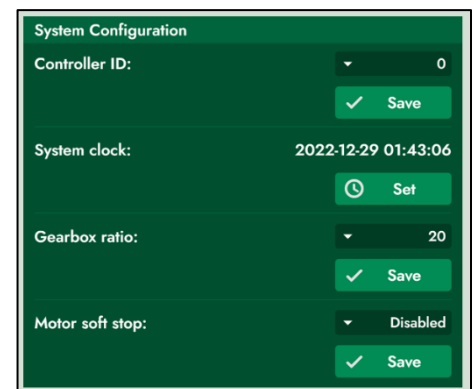 System Configuration
Controller ID: 0
Save
System clock: 2022-12-29 01:43:06
Set
Gearbox ratio: 20
Save
Motor soft stop: Disabled
Save